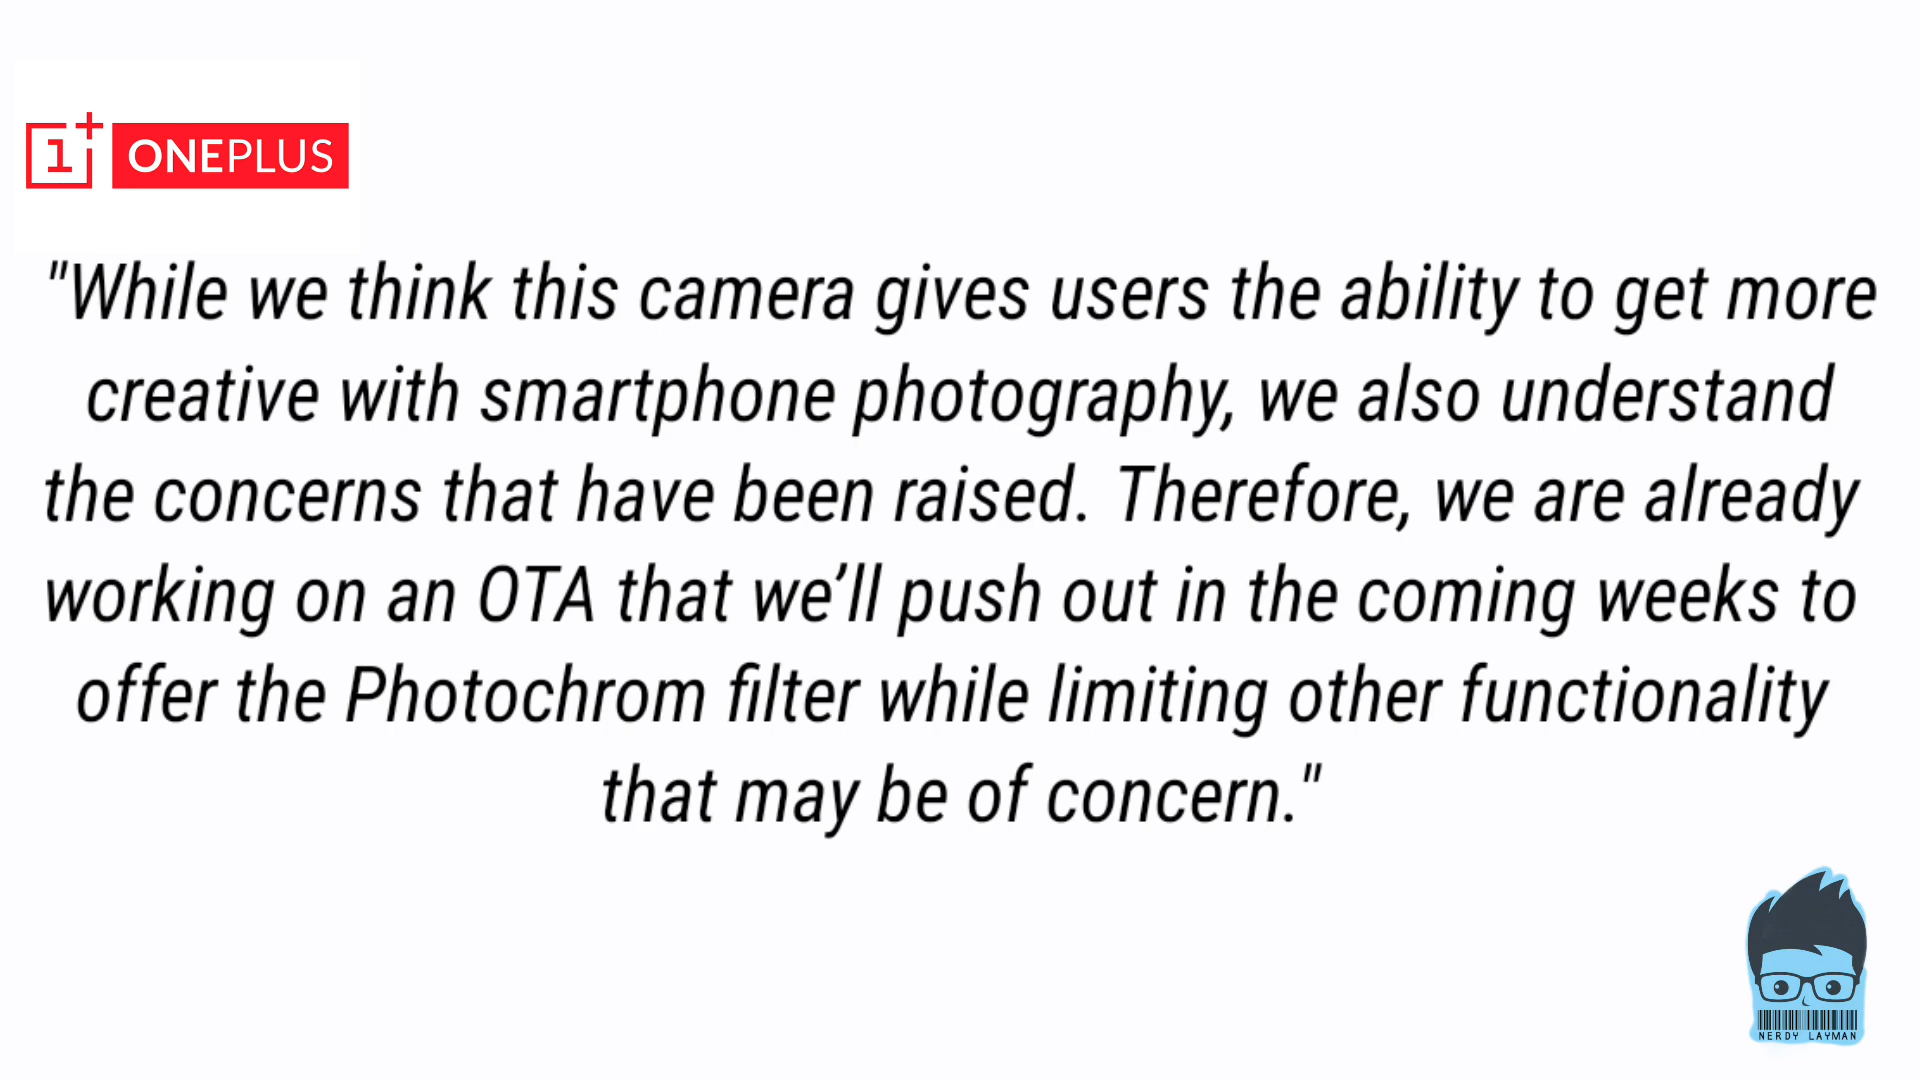 1+ ONEPLUS
"While we think this camera gives users the ability to get more
creative with smartphone photography, we also understand
the concerns that have been raised. Therefore, we are already
working on an OTA that we’ll push out in the coming weeks to
offer the Photochrom filter while limiting other functionality
that may be of concern."
NERDY LAYMAN